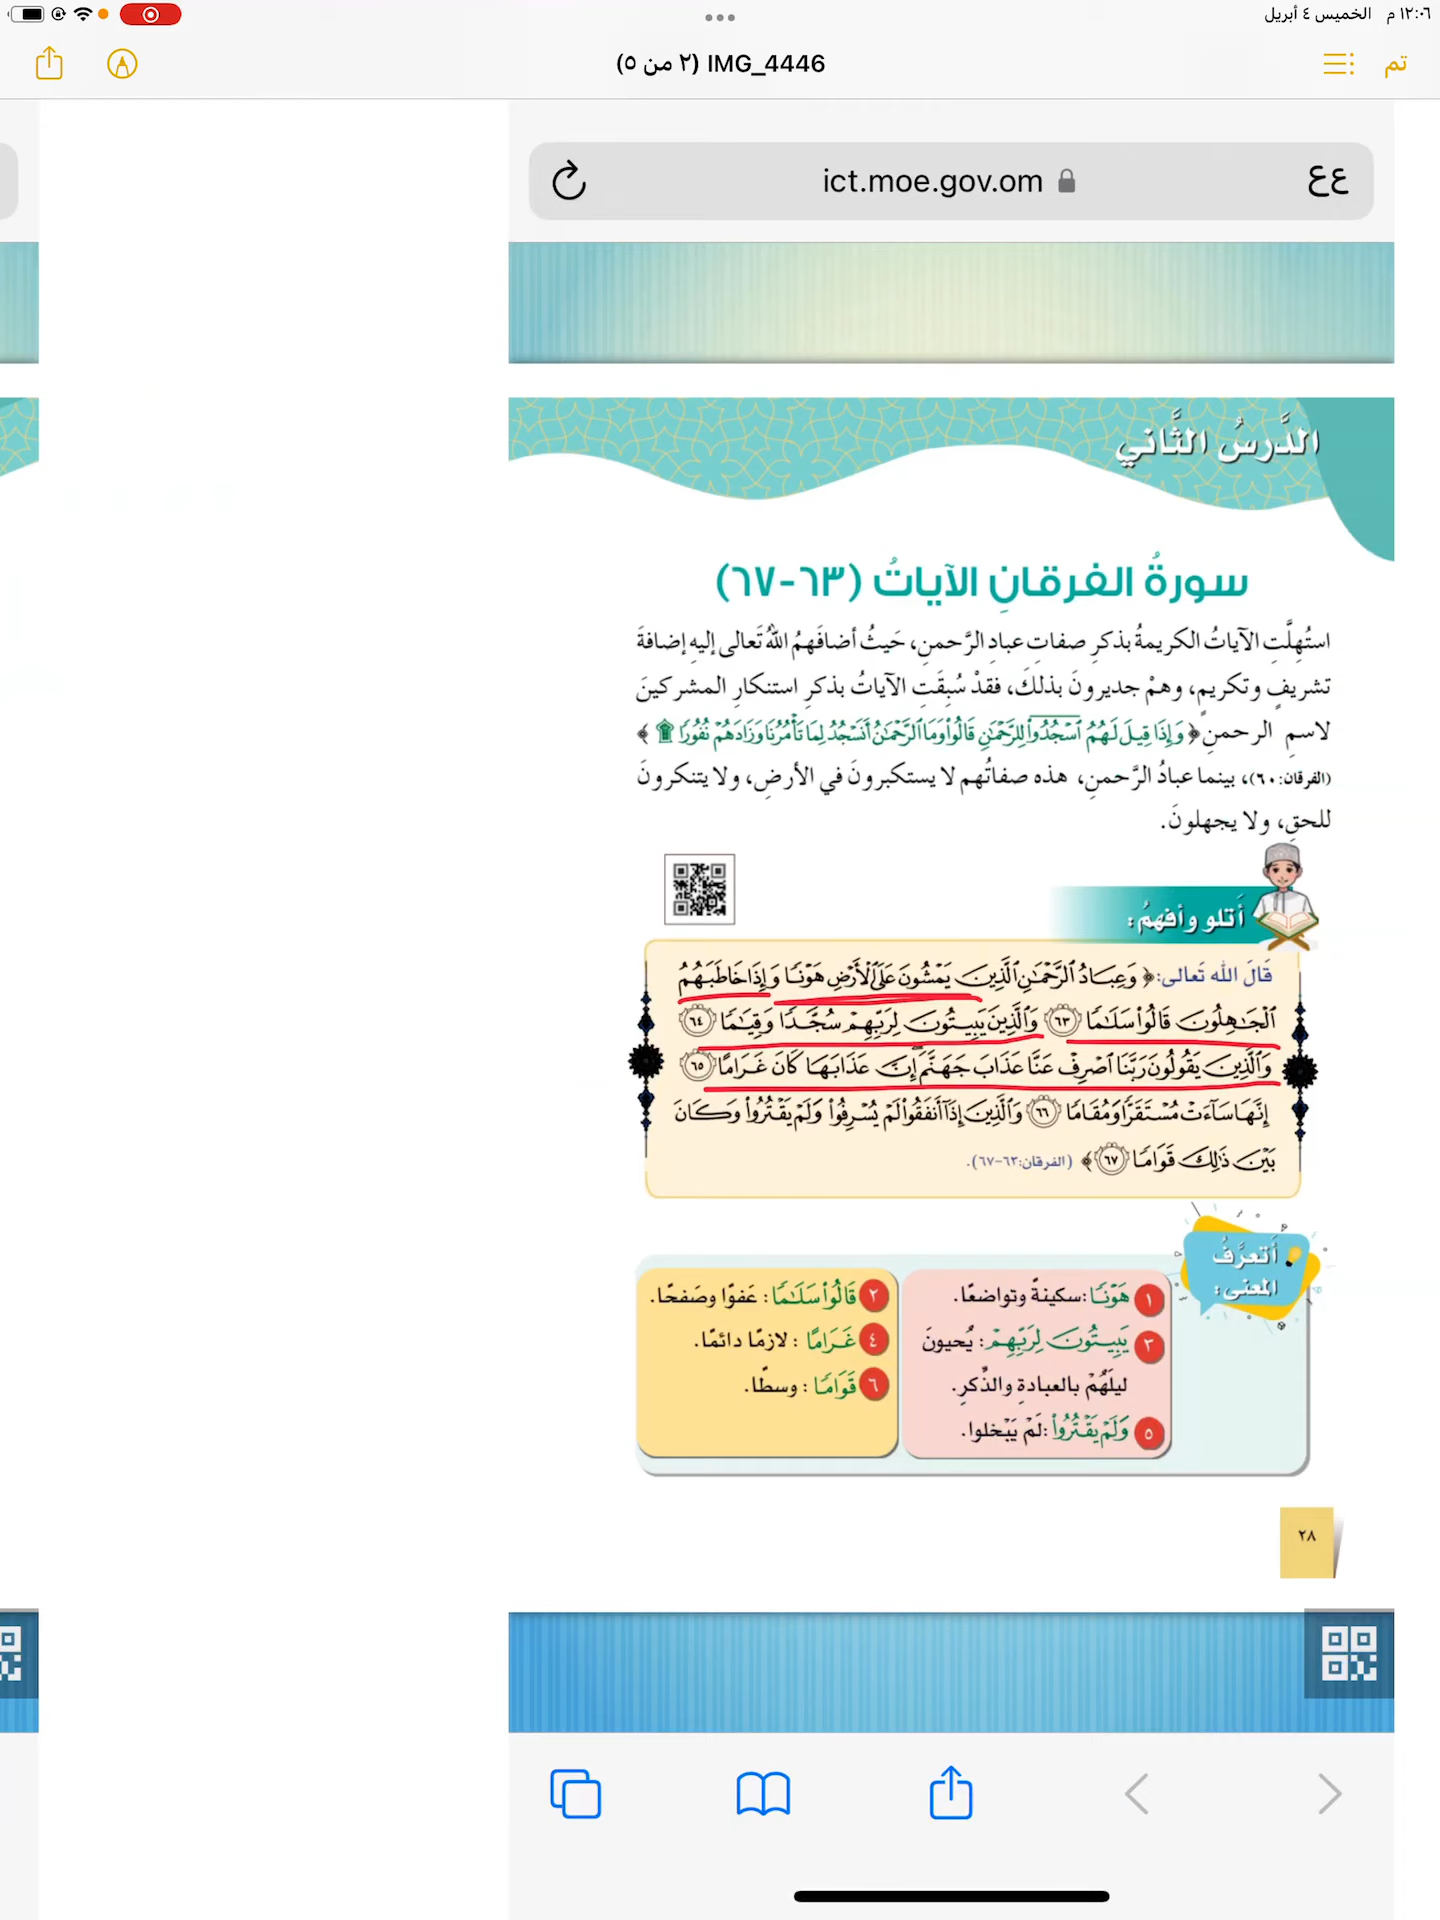 ١٢:٠٦ م الخميس ٤ أبريل
تم
IMG_4446 (٢ من ٥)
ict.moe.gov.om
عع
الدَّرسُ الثَّاني
سورةُ الفرقانِ الآياتُ (٦٣-٦٧)
استُهِلَّتِ الآياتُ الكريمةُ بذكرِ صفاتِ عبادِ الرَّحمنِ، حَيثُ أضافَهمُ اللهُ تَعالى إليهِ إضافةَ
تشريفٍ وتكريمٍ، وهمْ جديرونَ بذلكَ، فقدْ سُبِقَتِ الآياتُ بذكرِ استنكارِ المشركينَ
لاسمِ الرحمنِ ﴿وَإِذَا قِيلَ لَهُمُ ٱسْجُدُواْ لِلرَّحْمَٰنِ قَالُواْ وَمَا ٱلرَّحْمَٰنُ أَنَسْجُدُ لِمَا تَأْمُرُنَا وَزَادَهُمْ نُفُورًا ۩﴾
(الفرقان:٦٠)، بينما عبادُ الرَّحمنِ، هذه صفاتُهم لا يستكبرونَ في الأرضِ، ولا يتنكرونَ
للحقِ، ولا يجهلونَ.
أَتلو وأفهمُ:
قَالَ الله تَعالى: ﴿وَعِبَادُ ٱلرَّحْمَٰنِ ٱلَّذِينَ يَمْشُونَ عَلَى ٱلْأَرْضِ هَوْنًا وَإِذَا خَاطَبَهُمُ
ٱلْجَٰهِلُونَ قَالُواْ سَلَٰمًا ٦٣ وَٱلَّذِينَ يَبِيتُونَ لِرَبِّهِمْ سُجَّدًا وَقِيَٰمًا ٦٤
وَٱلَّذِينَ يَقُولُونَ رَبَّنَا ٱصْرِفْ عَنَّا عَذَابَ جَهَنَّمَ إِنَّ عَذَابَهَا كَانَ غَرَامًا ٦٥
إِنَّهَا سَآءَتْ مُسْتَقَرًّا وَمُقَامًا ٦٦ وَٱلَّذِينَ إِذَآ أَنفَقُواْ لَمْ يُسْرِفُواْ وَلَمْ يَقْتُرُواْ وَكَانَ
بَيْنَ ذَٰلِكَ قَوَامًا ٦٧﴾ (الفرقان:٦٣-٦٧).
أَتعرَّفُ
المعنى:
١ هَوْنًا: سكينةً وتواضعًا.
٢ قَالُواْ سَلَٰمًا: عَفوًا وصَفحًا.
٣ يَبِيتُونَ لِرَبِّهِمْ: يُحيونَ
ليلَهُمْ بالعبادةِ والذِّكرِ.
٤ غَرَامًا: لازمًا دائمًا.
٥ وَلَمْ يَقْتُرُواْ: لَمْ يَبْخلوا.
٦ قَوَامًا: وسطًا.
٢٨